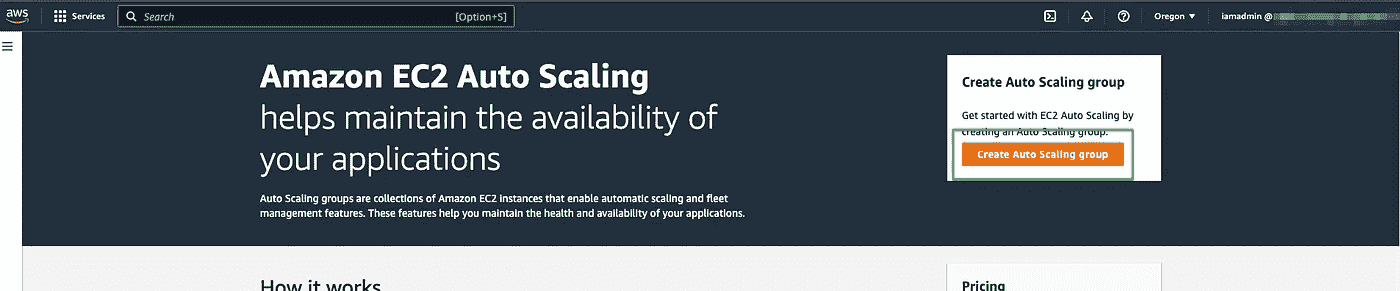 aws
Services
Search
[Option+S]
Oregon
iamadmin @
Amazon EC2 Auto Scaling
helps maintain the availability of
your applications
Auto Scaling groups are collections of Amazon EC2 instances that enable automatic scaling and fleet
management features. These features help you maintain the health and availability of your applications.
Create Auto Scaling group
Get started with EC2 Auto Scaling by
creating an Auto Scaling group.
Create Auto Scaling group
How it works
Pricing